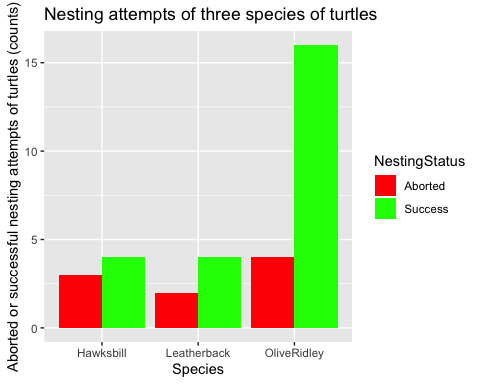 Nesting attempts of three species of turtles
Aborted or successful nesting attempts of turtles (counts)
15
10
5
0
Hawksbill Leatherback OliveRidley
Species
NestingStatus
Aborted
Success